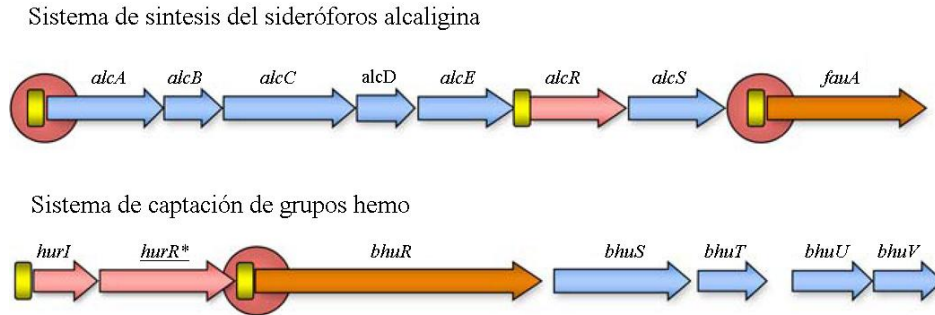 Sistema de sintesis del sideróforos alcaligina
alcA alcB alcC alcD alcE alcR alcS fauA
Sistema de captación de grupos hemo
hurI hurR* bhuR bhuS bhuT bhuU bhuV